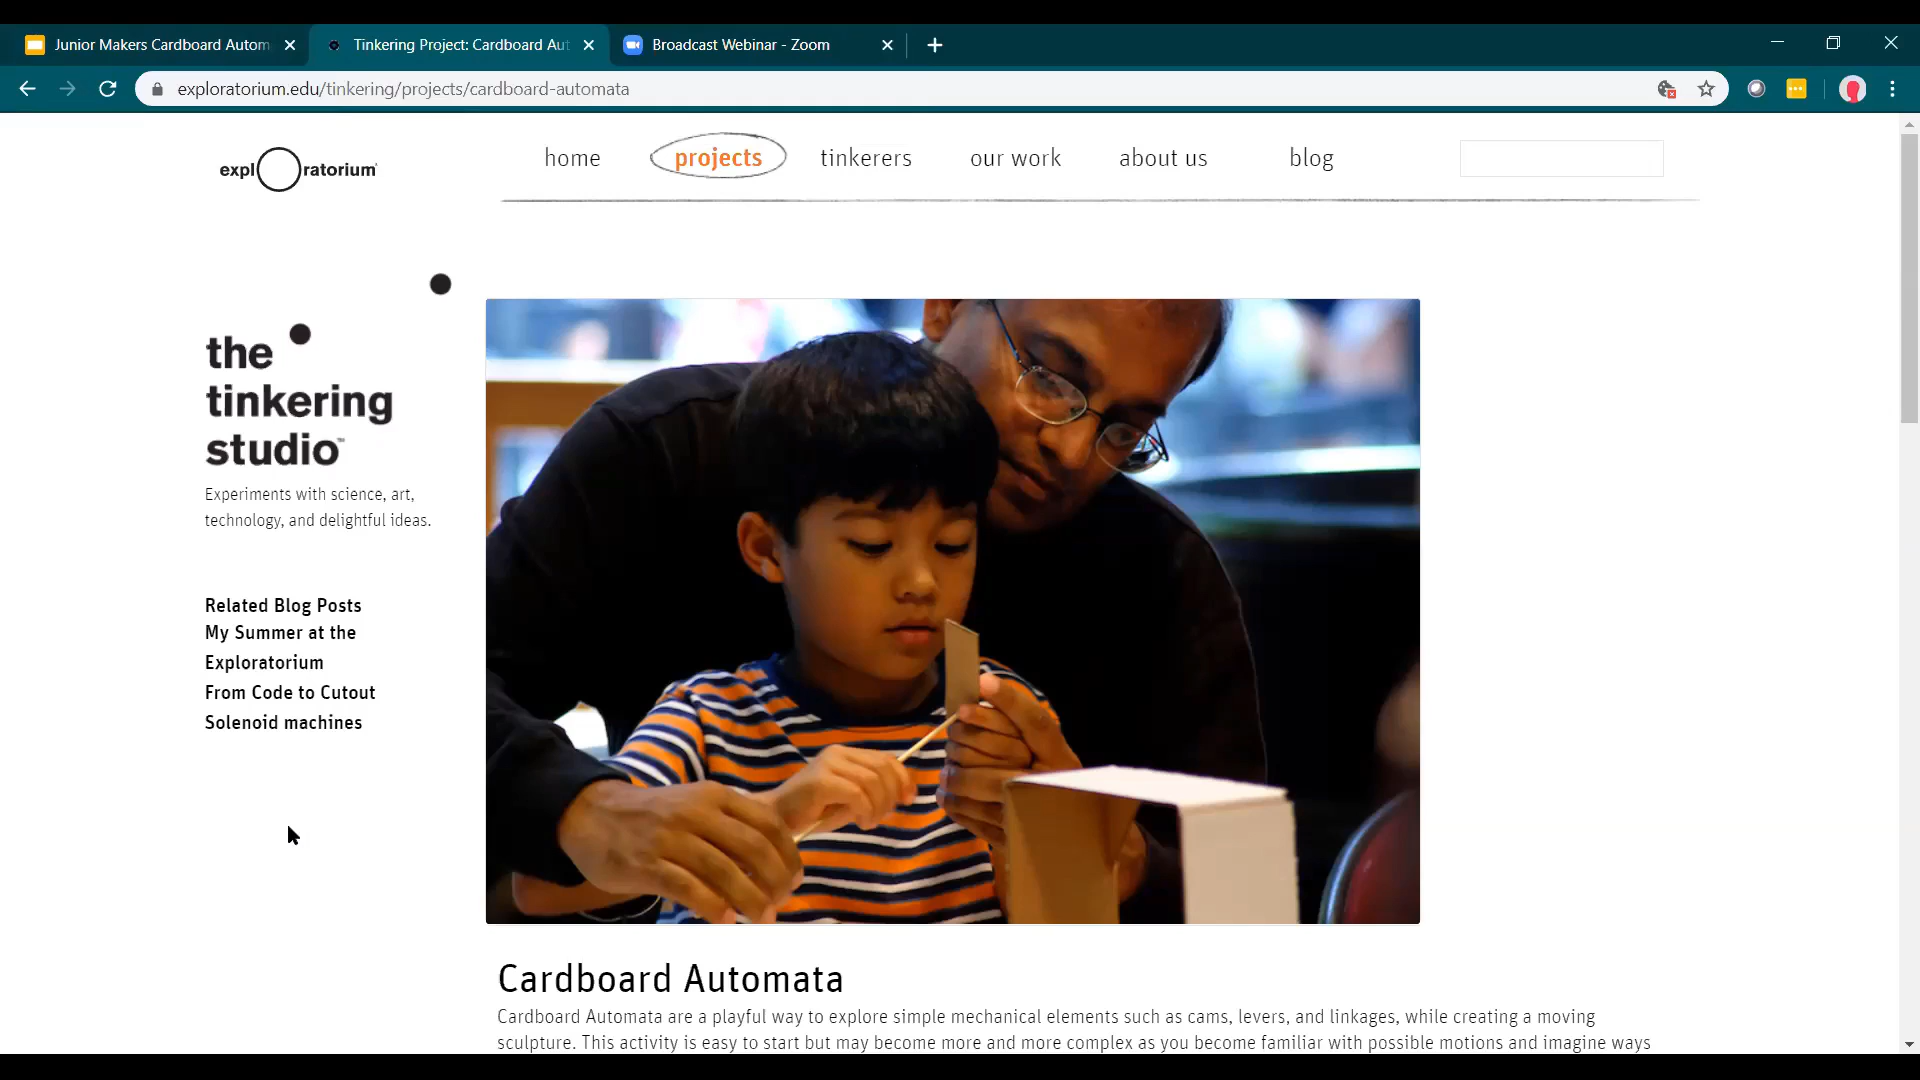 Junior Makers Cardboard Autom
Tinkering Project: Cardboard Aut
Broadcast Webinar - Zoom
exploratorium.edu/tinkering/projects/cardboard-automata
exploratorium
home projects tinkerers our work about us blog
the
tinkering
studio™
Experiments with science, art,
technology, and delightful ideas.
Related Blog Posts
My Summer at the
Exploratorium
From Code to Cutout
Solenoid machines
Cardboard Automata
Cardboard Automata are a playful way to explore simple mechanical elements such as cams, levers, and linkages, while creating a moving
sculpture. This activity is easy to start but may become more and more complex as you become familiar with possible motions and imagine ways